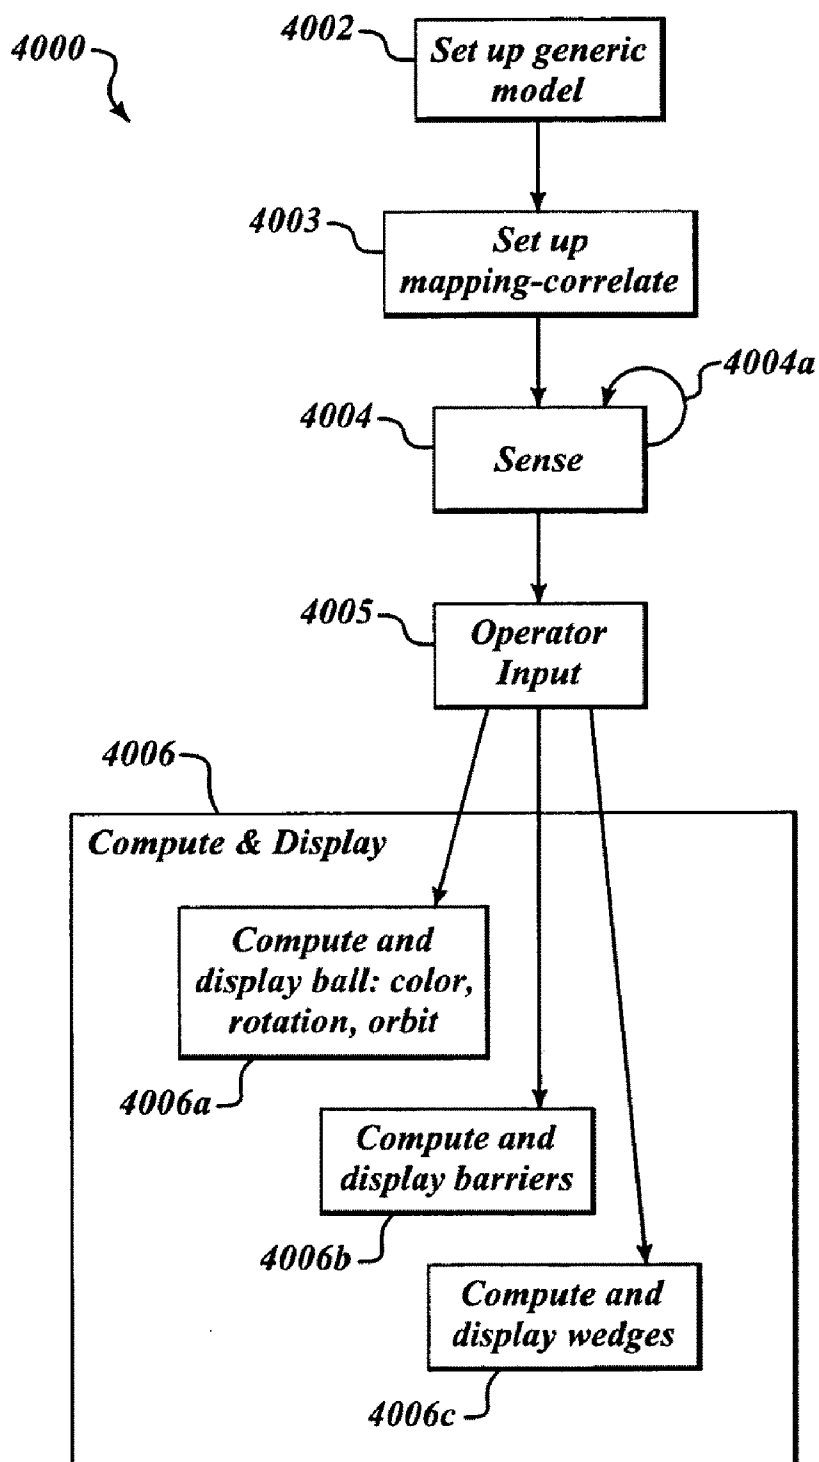 4000
4002
Set up generic
model
4003
Set up
mapping-correlate
4004a
4004
Sense
4005
Operator
Input
4006
Compute & Display
Compute and
display ball: color,
rotation, orbit
4006a
Compute and
display barriers
4006b
Compute and
display wedges
4006c